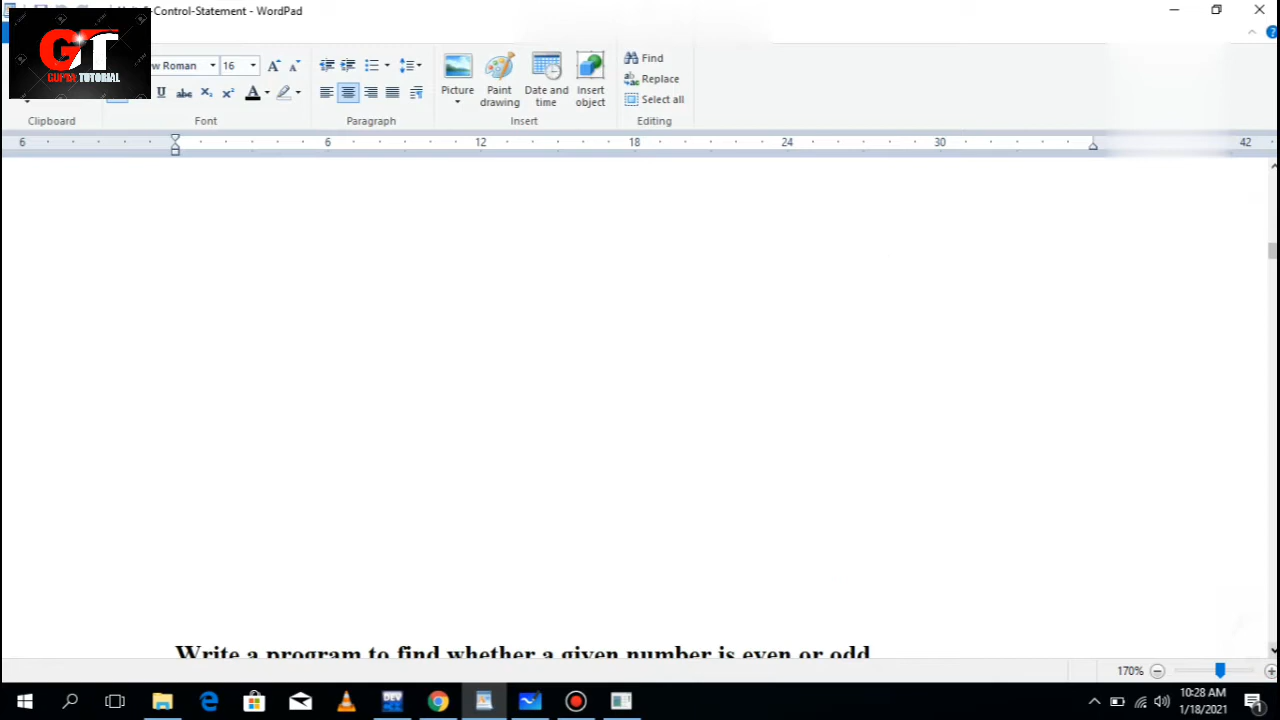 -Control-Statement - WordPad
GT
GUPTA TUTORIAL
w Roman
16
Find
Replace
Select all
Picture
Paint drawing
Date and time
Insert object
Clipboard
Font
Paragraph
Insert
Editing
6 6 12 18 24 30 42
Write a program to find whether a given number is even or odd
170%
DEV
10:28 AM
1/18/2021
1